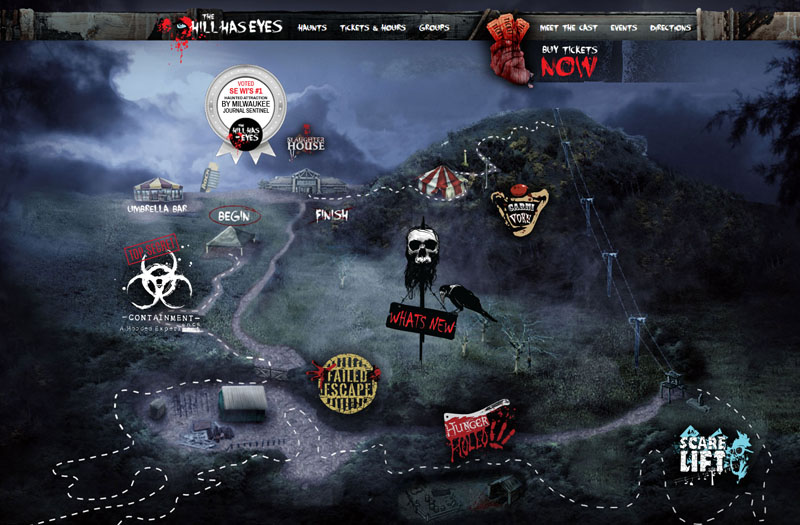 THE
HILL HAS EYES
HAUNTS
TICKETS & HOURS
GROUPS
MEET THE CAST
EVENTS
DIRECTIONS
BUY TICKETS
NOW
VOTED
SE WI'S #1
HAUNTED ATTRACTION
BY MILWAUKEE
JOURNAL SENTINEL
THE
HILL HAS
EYES
SLAUGHTER
HOUSE
UMBRELLA BAR
BEGIN
FINISH
CARNI
VORE
TOP SECRET
-CONTAINMENT-
WHATS NEW
FAILED
ESCAPE
HUNGER
HOLLO
SCARE
LIFT